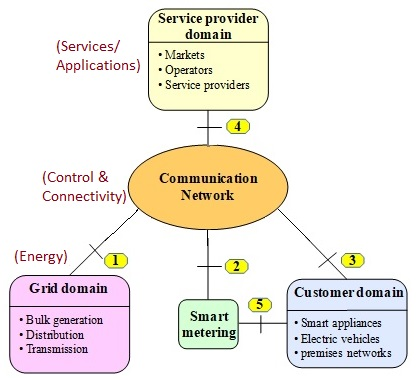 Service provider
domain
• Markets
• Operators
• Service providers
(Services/
Applications)
4
(Control &
Connectivity)
Communication
Network
(Energy)
1
2
3
Grid domain
• Bulk generation
• Distribution
• Transmission
Smart
metering
5
Customer domain
• Smart appliances
• Electric vehicles
• premises networks